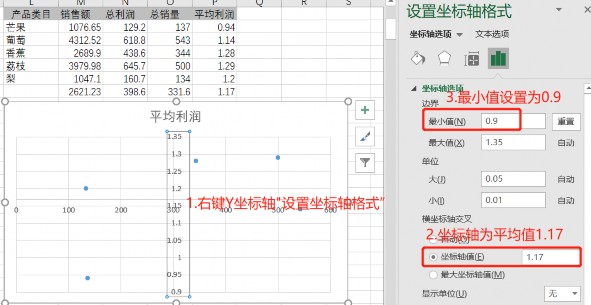 L M N O P Q R S
产品类目 销售额 总利润 总销量 平均利润
芒果 1076.65 129.2 137 0.94
葡萄 4312.52 618.8 543 1.14
香蕉 2689.9 438.6 344 1.28
荔枝 3979.98 645.7 500 1.29
梨 1047.1 160.7 134 1.2
2621.23 398.6 331.6 1.17
平均利润
1.35
1.3
1.25
1.2
1.15
0 100 200 300 400 600
1.1
1.05
1
0.95
0.9
1.右键Y坐标轴"设置坐标轴格式"
设置坐标轴格式
坐标轴选项 文本选项
坐标轴选项
3.最小值设置为0.9
边界
最小值(N) 0.9 重置
最大值(X) 1.35 自动
单位
大(J) 0.05 自动
小(I) 0.01 自动
横坐标轴交叉
2.坐标轴为平均值1.17
坐标轴值(E) 1.17
最大坐标轴值(M)
显示单位(U) 无